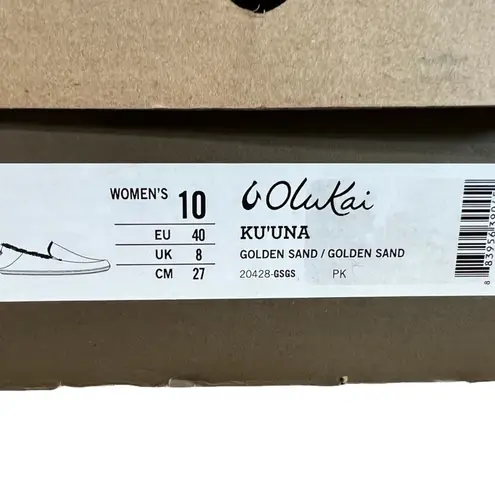 WOMEN'S 10
EU 40
UK 8
CM 27
OluKai
KU'UNA
GOLDEN SAND / GOLDEN SAND
20428-GSGS PK